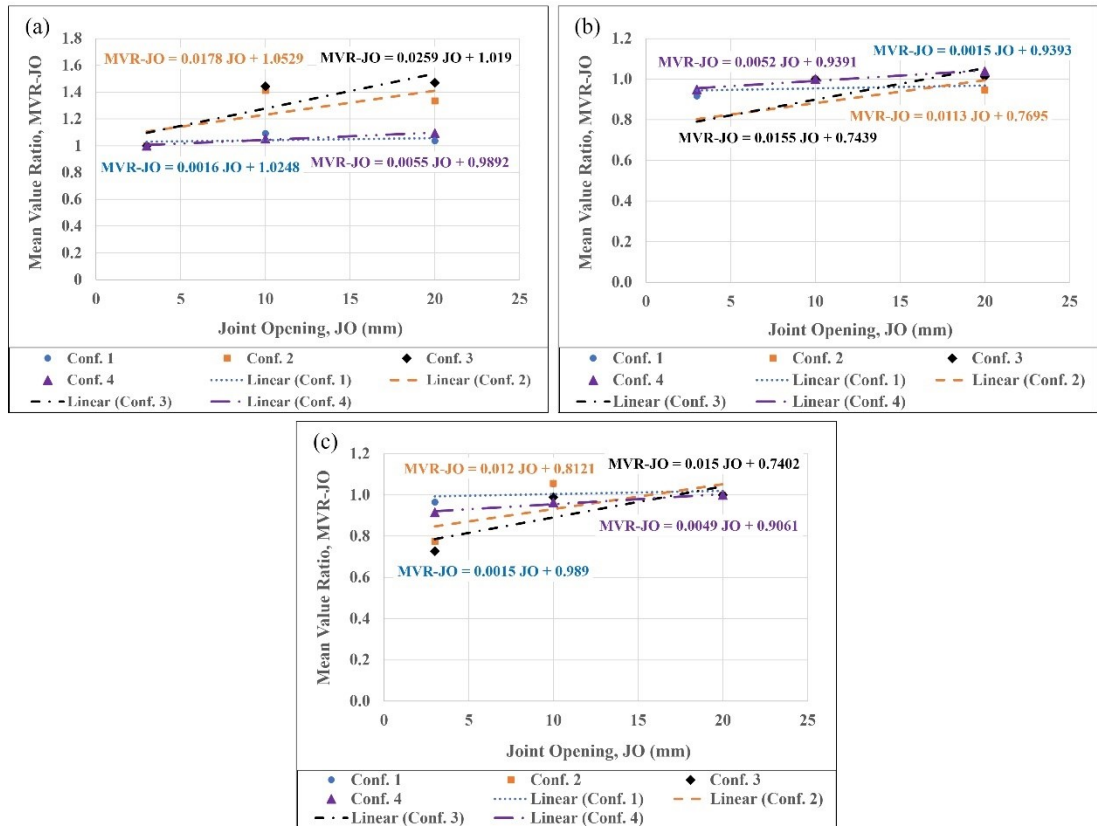 (a)
1.8
1.6
1.4
1.2
1
0.8
0.6
0.4
0.2
0
Mean Value Ratio, MVR-JO
MVR-JO = 0.0178 JO + 1.0529
MVR-JO = 0.0259 JO + 1.019
MVR-JO = 0.0016 JO + 1.0248
MVR-JO = 0.0055 JO + 0.9892
0 5 10 15 20 25
Joint Opening, JO (mm)
Conf. 1 Conf. 2 Conf. 3
Conf. 4 Linear (Conf. 1) Linear (Conf. 2)
Linear (Conf. 3) Linear (Conf. 4)
(b)
1.2
1.0
0.8
0.6
0.4
0.2
0.0
Mean Value Ratio, MVR-JO
MVR-JO = 0.0052 JO + 0.9391
MVR-JO = 0.0015 JO + 0.9393
MVR-JO = 0.0155 JO + 0.7439
MVR-JO = 0.0113 JO + 0.7695
0 5 10 15 20 25
Joint Opening, JO (mm)
Conf. 1 Conf. 2 Conf. 3
Conf. 4 Linear (Conf. 1) Linear (Conf. 2)
Linear (Conf. 3) Linear (Conf. 4)
(c)
1.2
1.0
0.8
0.6
0.4
0.2
0.0
Mean Value Ratio, MVR-JO
MVR-JO = 0.012 JO + 0.8121
MVR-JO = 0.015 JO + 0.7402
MVR-JO = 0.0049 JO + 0.9061
MVR-JO = 0.0015 JO + 0.989
0 5 10 15 20 25
Joint Opening, JO (mm)
Conf. 1 Conf. 2 Conf. 3
Conf. 4 Linear (Conf. 1) Linear (Conf. 2)
Linear (Conf. 3) Linear (Conf. 4)